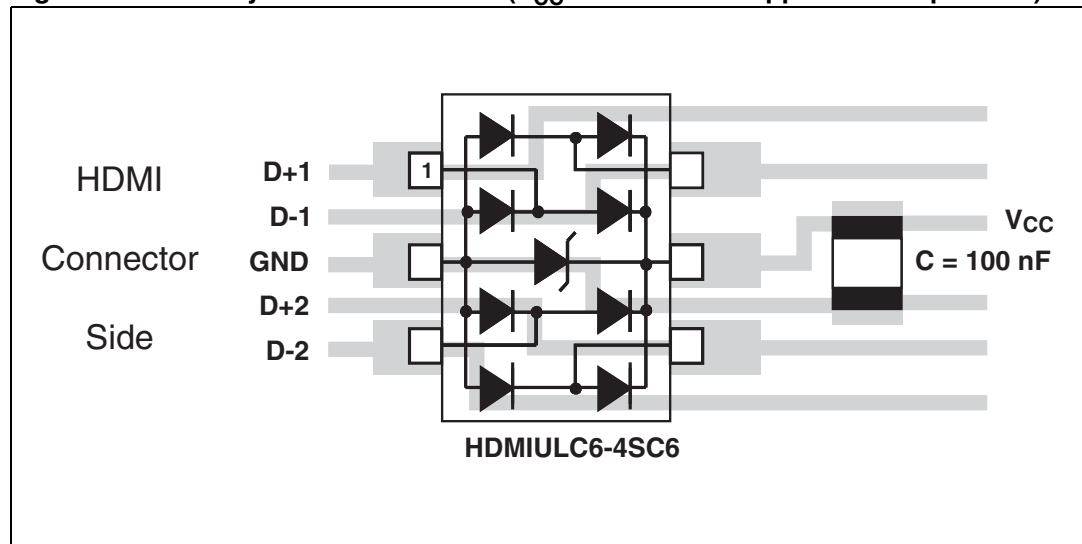 HDMI
Connector
Side
D+1
D-1
GND
D+2
D-2
1
VCC
C = 100 nF
HDMIULC6-4SC6